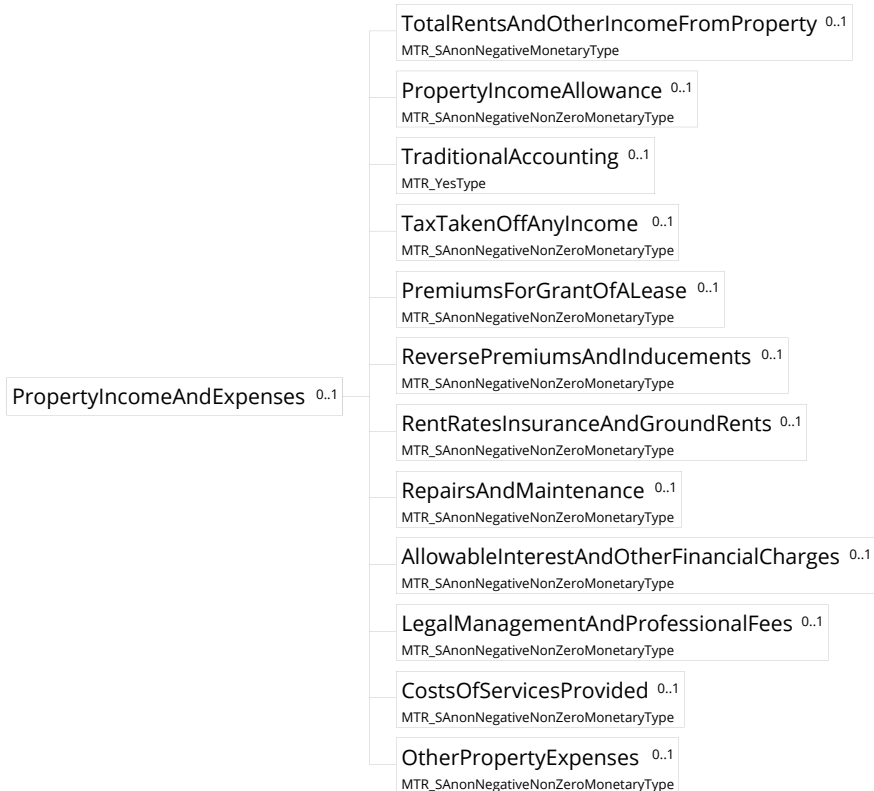 TotalRentsAndOtherIncomeFromProperty 0..1
MTR_SAnonNegativeMonetaryType
PropertyIncomeAllowance 0..1
MTR_SAnonNegativeNonZeroMonetaryType
TraditionalAccounting 0..1
MTR_YesType
TaxTakenOffAnyIncome 0..1
MTR_SAnonNegativeNonZeroMonetaryType
PremiumsForGrantOfALease 0..1
MTR_SAnonNegativeNonZeroMonetaryType
ReversePremiumsAndInducements 0..1
MTR_SAnonNegativeNonZeroMonetaryType
PropertyIncomeAndExpenses 0..1
RentRatesInsuranceAndGroundRents 0..1
MTR_SAnonNegativeNonZeroMonetaryType
RepairsAndMaintenance 0..1
MTR_SAnonNegativeNonZeroMonetaryType
AllowableInterestAndOtherFinancialCharges 0..1
MTR_SAnonNegativeNonZeroMonetaryType
LegalManagementAndProfessionalFees 0..1
MTR_SAnonNegativeNonZeroMonetaryType
CostsOfServicesProvided 0..1
MTR_SAnonNegativeNonZeroMonetaryType
OtherPropertyExpenses 0..1
MTR_SAnonNegativeNonZeroMonetaryType